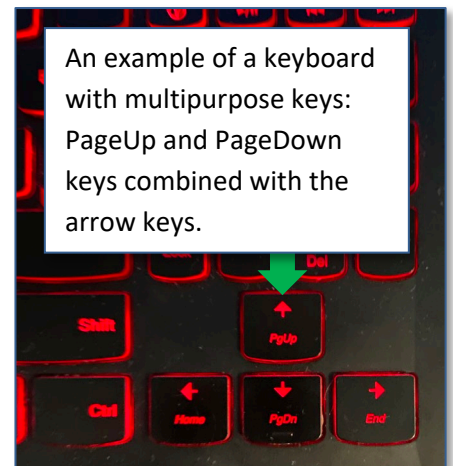 An example of a keyboard
with multipurpose keys:
PageUp and PageDown
keys combined with the
arrow keys.
Del
Shift
PgUp
Ctrl
Home
PgDn
End